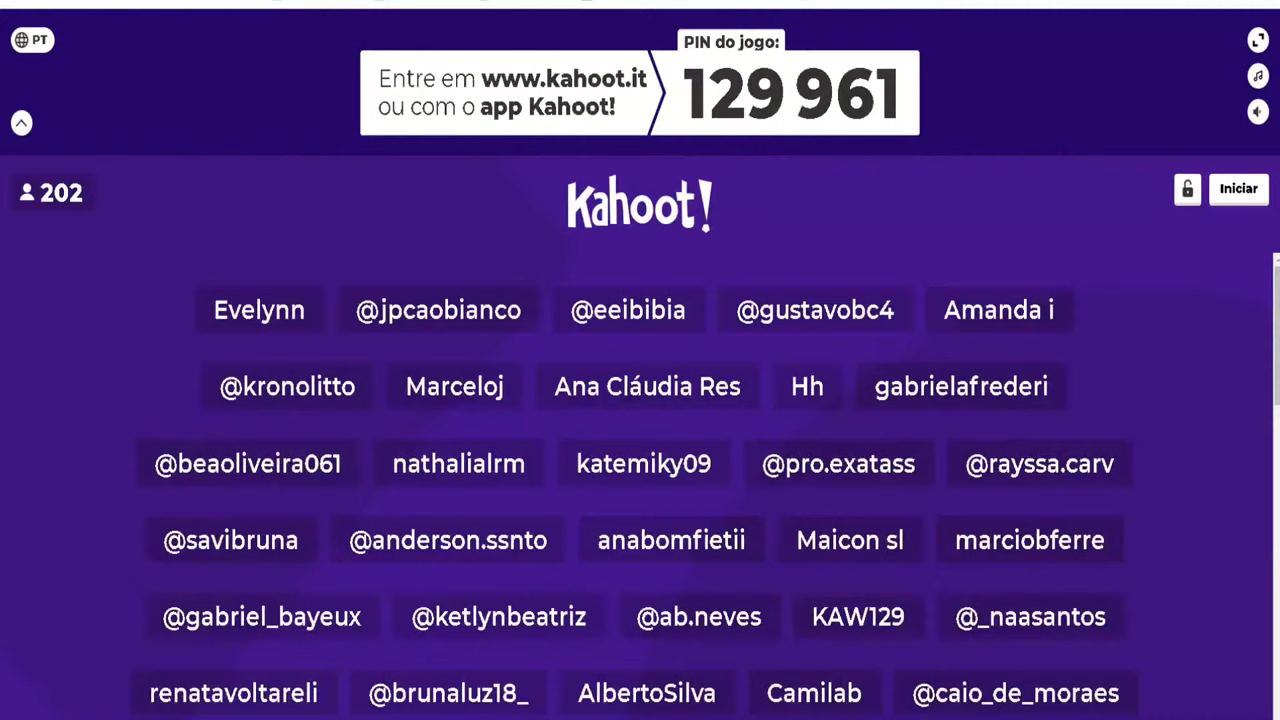 PT
PIN do jogo:
Entre em www.kahoot.it
ou com o app Kahoot!
129 961
202
Kahoot!
Iniciar
Evelynn @jpcaobianco @eeibibia @gustavobc4 Amanda i
@kronolitto Marceloj Ana Cláudia Res Hh gabrielafrederi
@beaoliveira061 nathalialrm katemiky09 @pro.exatass @rayssa.carv
@savibruna @anderson.ssnto anabomfietii Maicon sl marciobferre
@gabriel_bayeux @ketlynbeatriz @ab.neves KAW129 @_naasantos
renatavoltareli @brunaluz18_ AlbertoSilva Camilab @caio_de_moraes